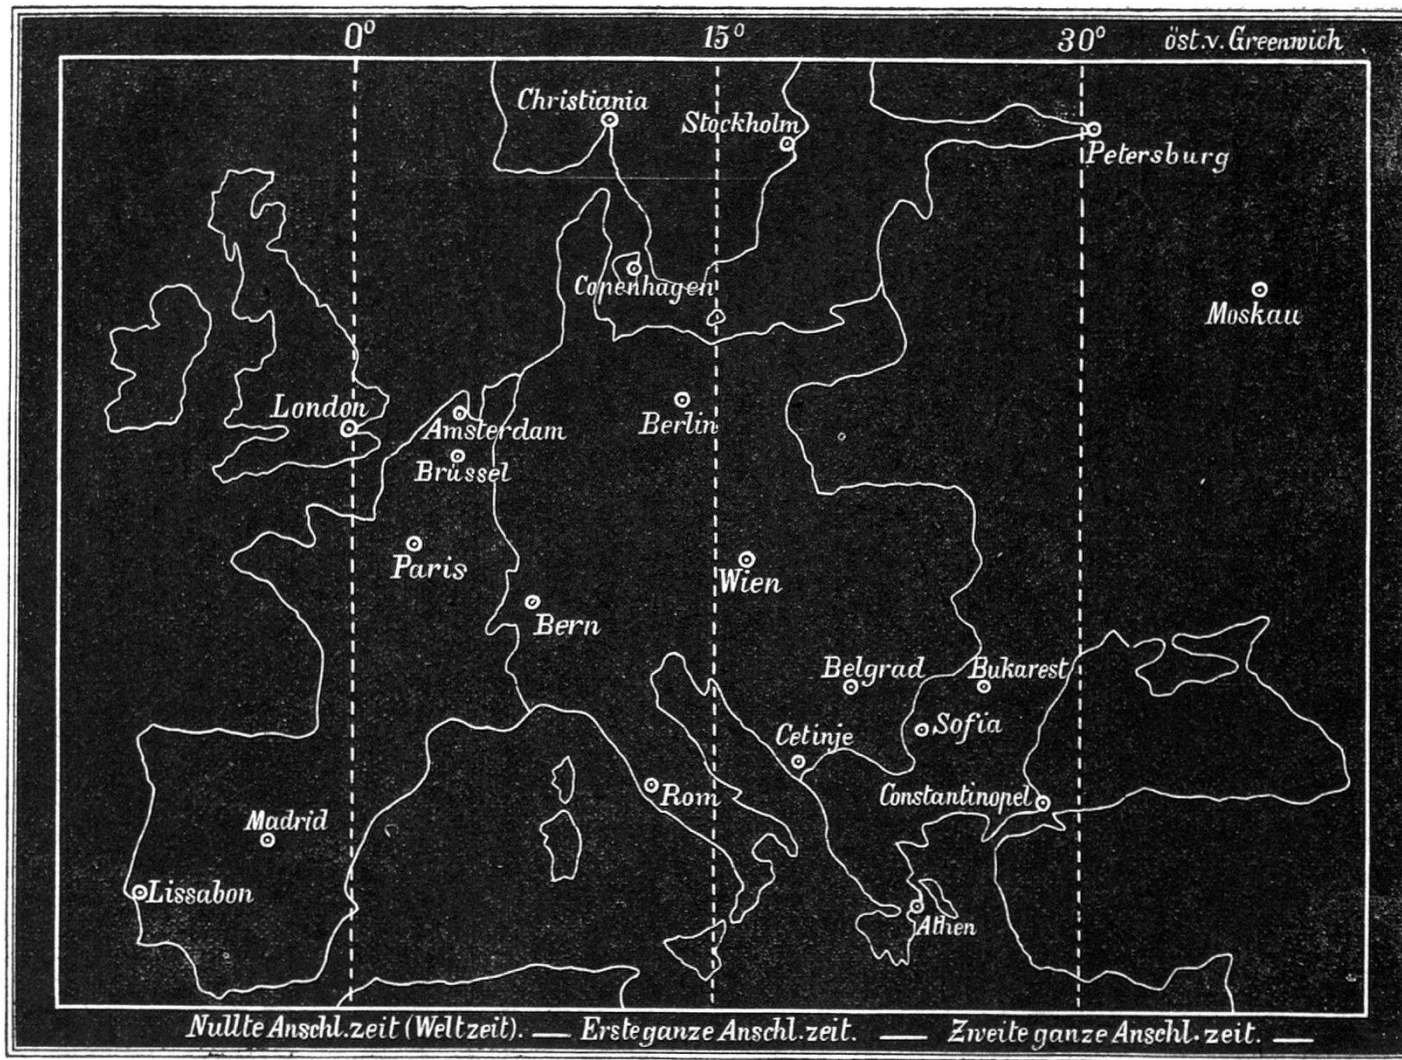 0° 15° 30° öst.v. Greenwich
Christiania
Stockholm
Petersburg
Copenhagen
Moskau
London
Amsterdam
Berlin
Brüssel
Paris
Wien
Bern
Belgrad
Bukarest
Sofia
Cetinje
Rom
Constantinopel
Madrid
Lissabon
Athen
Nullte Anschl.zeit (Weltzeit). — Erste ganze Anschl.zeit. — Zweite ganze Anschl.zeit. —